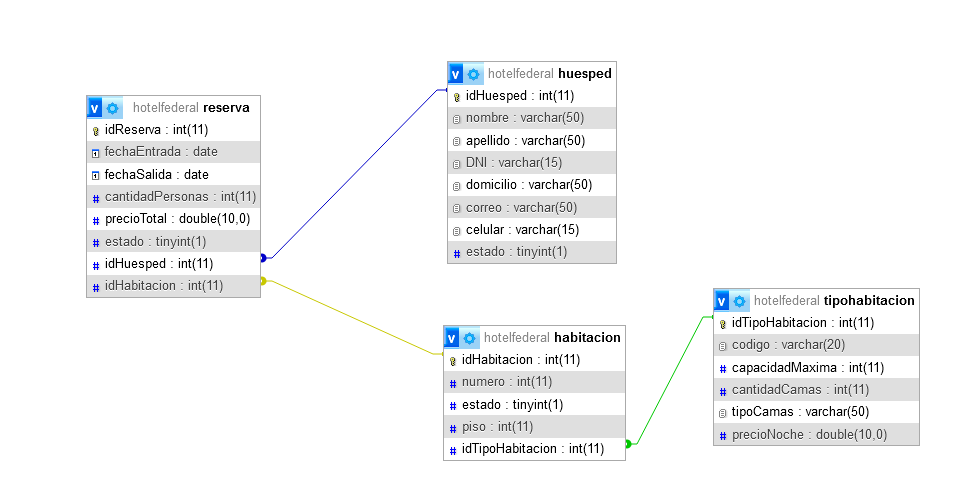 v hotelfederal reserva
idReserva : int(11)
fechaEntrada : date
fechaSalida : date
# cantidadPersonas : int(11)
# precioTotal : double(10,0)
# estado : tinyint(1)
# idHuesped : int(11)
# idHabitacion : int(11)
v hotelfederal huesped
idHuesped : int(11)
nombre : varchar(50)
apellido : varchar(50)
DNI : varchar(15)
domicilio : varchar(50)
correo : varchar(50)
celular : varchar(15)
# estado : tinyint(1)
v hotelfederal habitacion
idHabitacion : int(11)
# numero : int(11)
# estado : tinyint(1)
# piso : int(11)
# idTipoHabitacion : int(11)
v hotelfederal tipohabitacion
idTipoHabitacion : int(11)
codigo : varchar(20)
# capacidadMaxima : int(11)
# cantidadCamas : int(11)
tipoCamas : varchar(50)
# precioNoche : double(10,0)